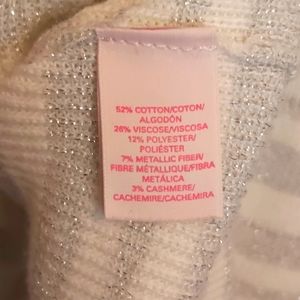 52% COTTON/COTON/
ALGODÓN
26% VISCOSE/VISCOSA
12% POLYESTER/
POLIÉSTER
7% METALLIC FIBER/
FIBRE MÉTALLIQUE/FIBRA
METÁLICA
3% CASHMERE/
CACHEMIRE/CACHEMIRA